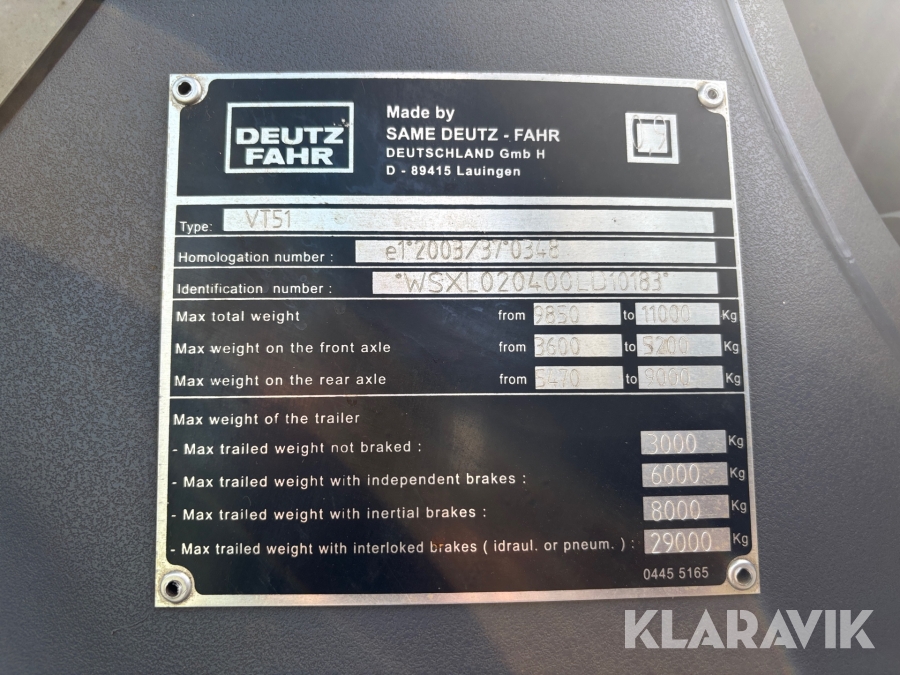 DEUTZ
FAHR
Made by
SAME DEUTZ - FAHR
DEUTSCHLAND Gmb H
D - 89415 Lauingen
Type: VT51
Homologation number : e1*2003/37*0348
Identification number : *WSXL020400LD10183*
Max total weight from 9850 to 11000 Kg
Max weight on the front axle from 3600 to 5200 Kg
Max weight on the rear axle from 5470 to 9000 Kg
Max weight of the trailer
- Max trailed weight not braked : 3000 Kg
- Max trailed weight with independent brakes : 6000 Kg
- Max trailed weight with inertial brakes : 8000 Kg
- Max trailed weight with interloked brakes ( idraul. or pneum. ) : 29000 Kg
0445 5165
KLARAVIK